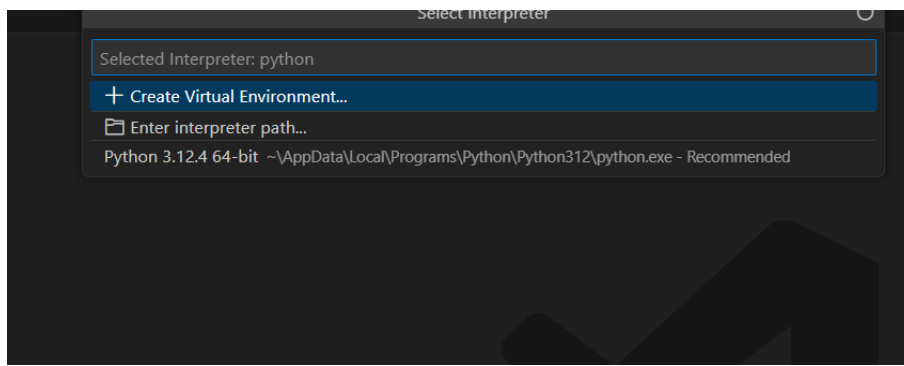 Select Interpreter
Selected Interpreter: python
Create Virtual Environment...
Enter interpreter path...
Python 3.12.4 64-bit ~\AppData\Local\Programs\Python\Python312\python.exe - Recommended